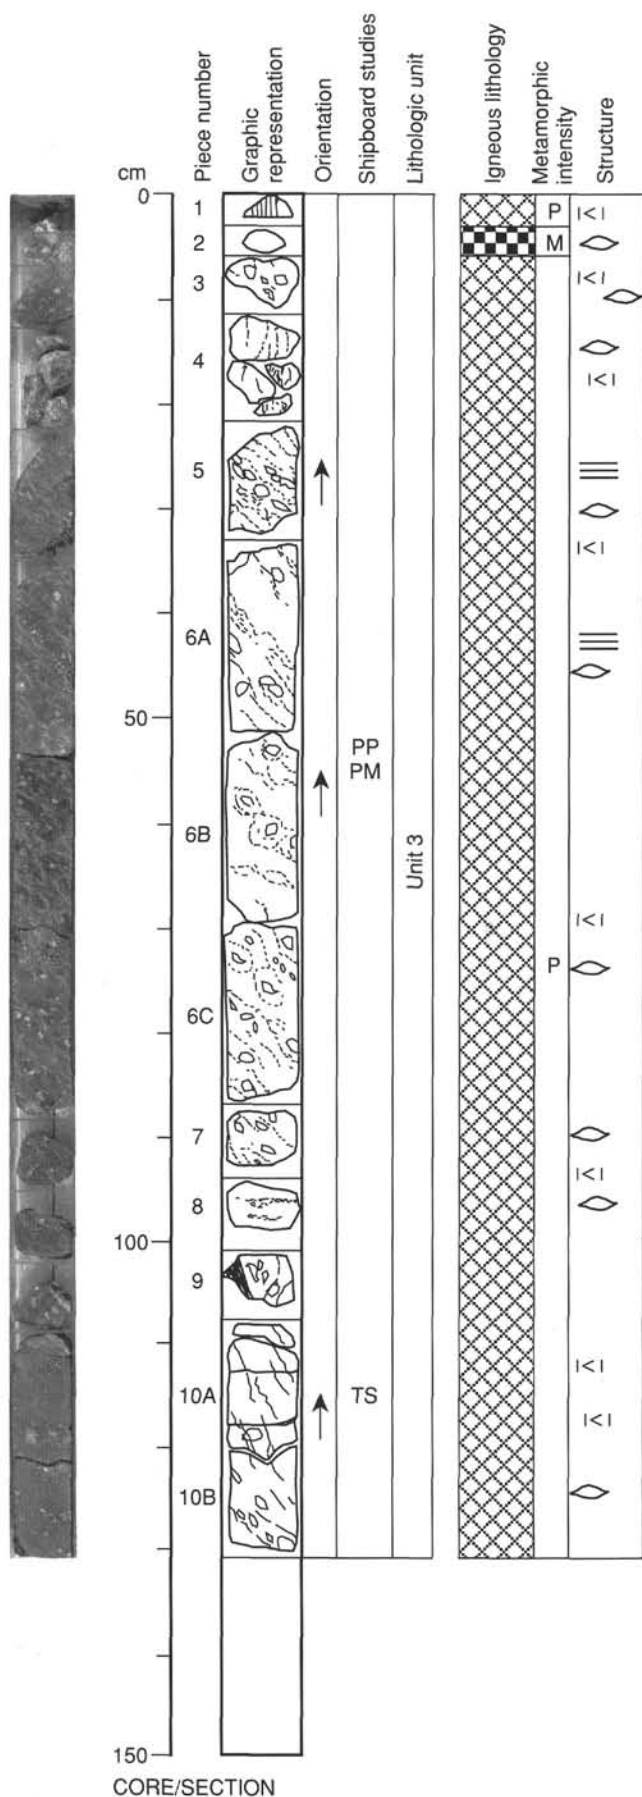 cm
Piece number
Graphic
representation
Orientation
Shipboard studies
Lithologic unit
Igneous lithology
Metamorphic
intensity
Structure
0
1
P
2
M
3
4
5
6A
50
PP
PM
6B
Unit 3
P
6C
7
8
100
9
10A
TS
10B
150
CORE/SECTION